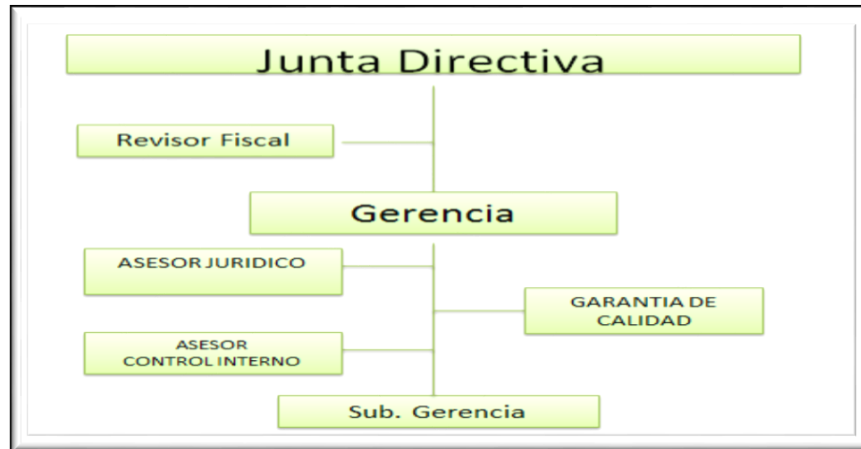 Junta Directiva
Revisor Fiscal
Gerencia
ASESOR JURIDICO
GARANTIA DE
CALIDAD
ASESOR
CONTROL INTERNO
Sub. Gerencia